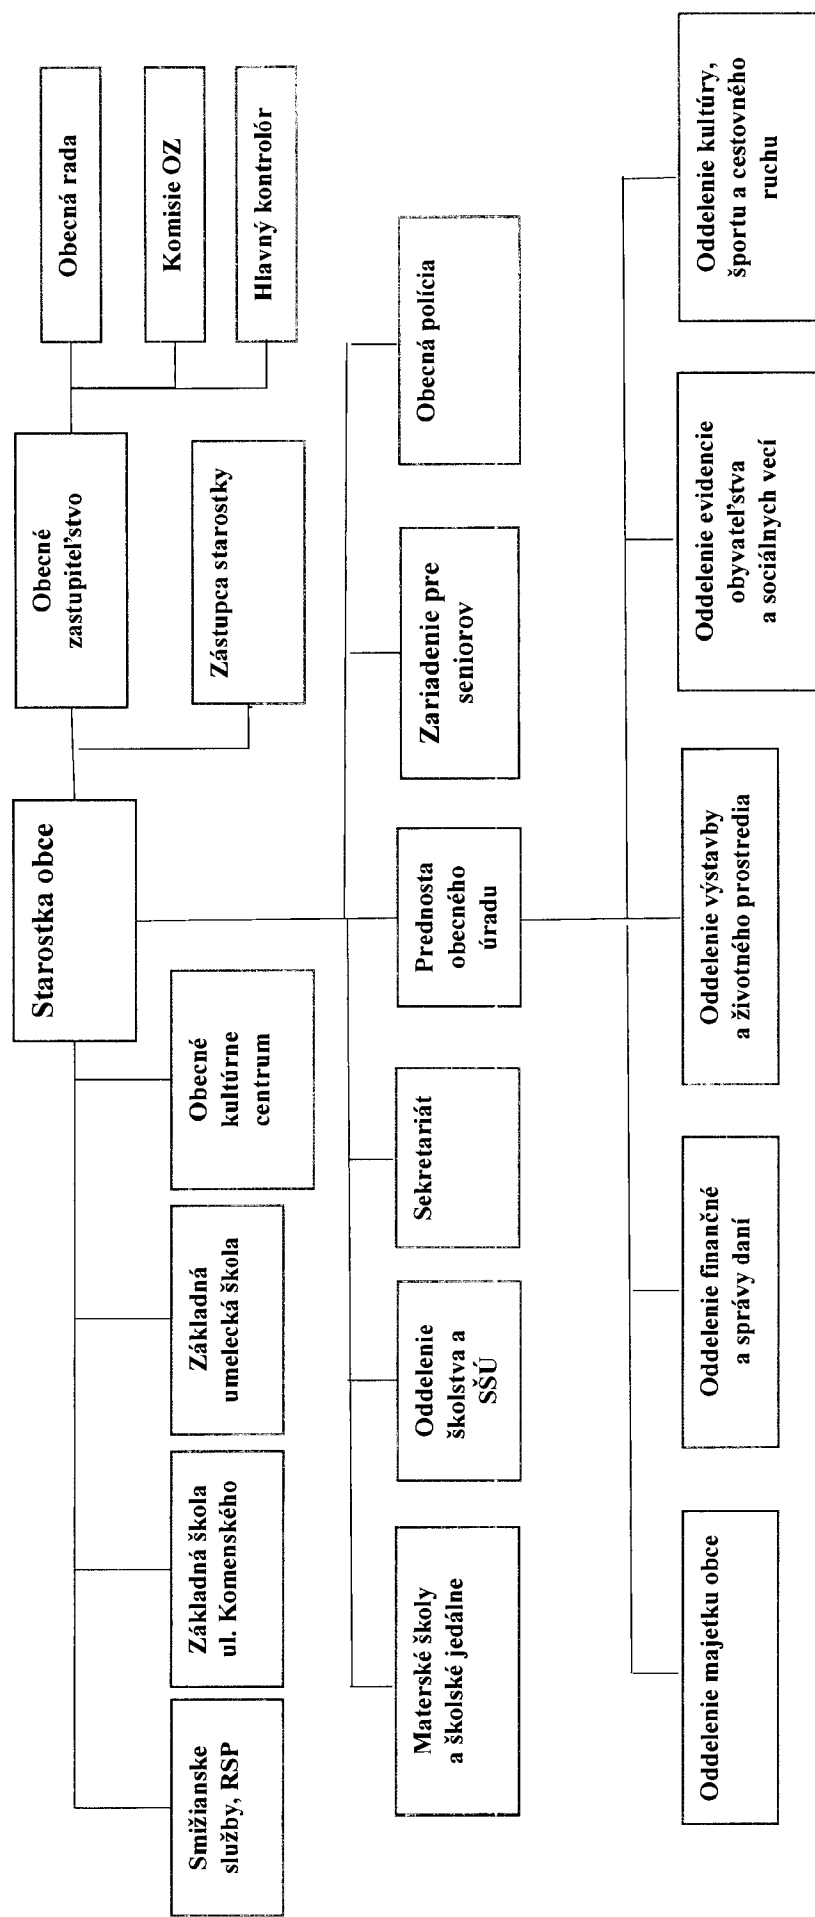 Starostka obce
Obecné
zastupiteľstvo
Obecná rada
Komisie OZ
Hlavný kontrolór
Zástupca starostky
Smižianske
služby, RSP
Základná škola
ul. Komenského
Základná
umelecká škola
Obecné
kultúrne
centrum
Materské školy
a školské jedálne
Oddelenie
školstva a
SŠÚ
Sekretariát
Prednosta
obecného
úradu
Zariadenie pre
seniorov
Obecná polícia
Oddelenie majetku obce
Oddelenie finančné
a správy daní
Oddelenie výstavby
a životného prostredia
Oddelenie evidencie
obyvateľstva
a sociálnych vecí
Oddelenie kultúry,
športu a cestovného
ruchu